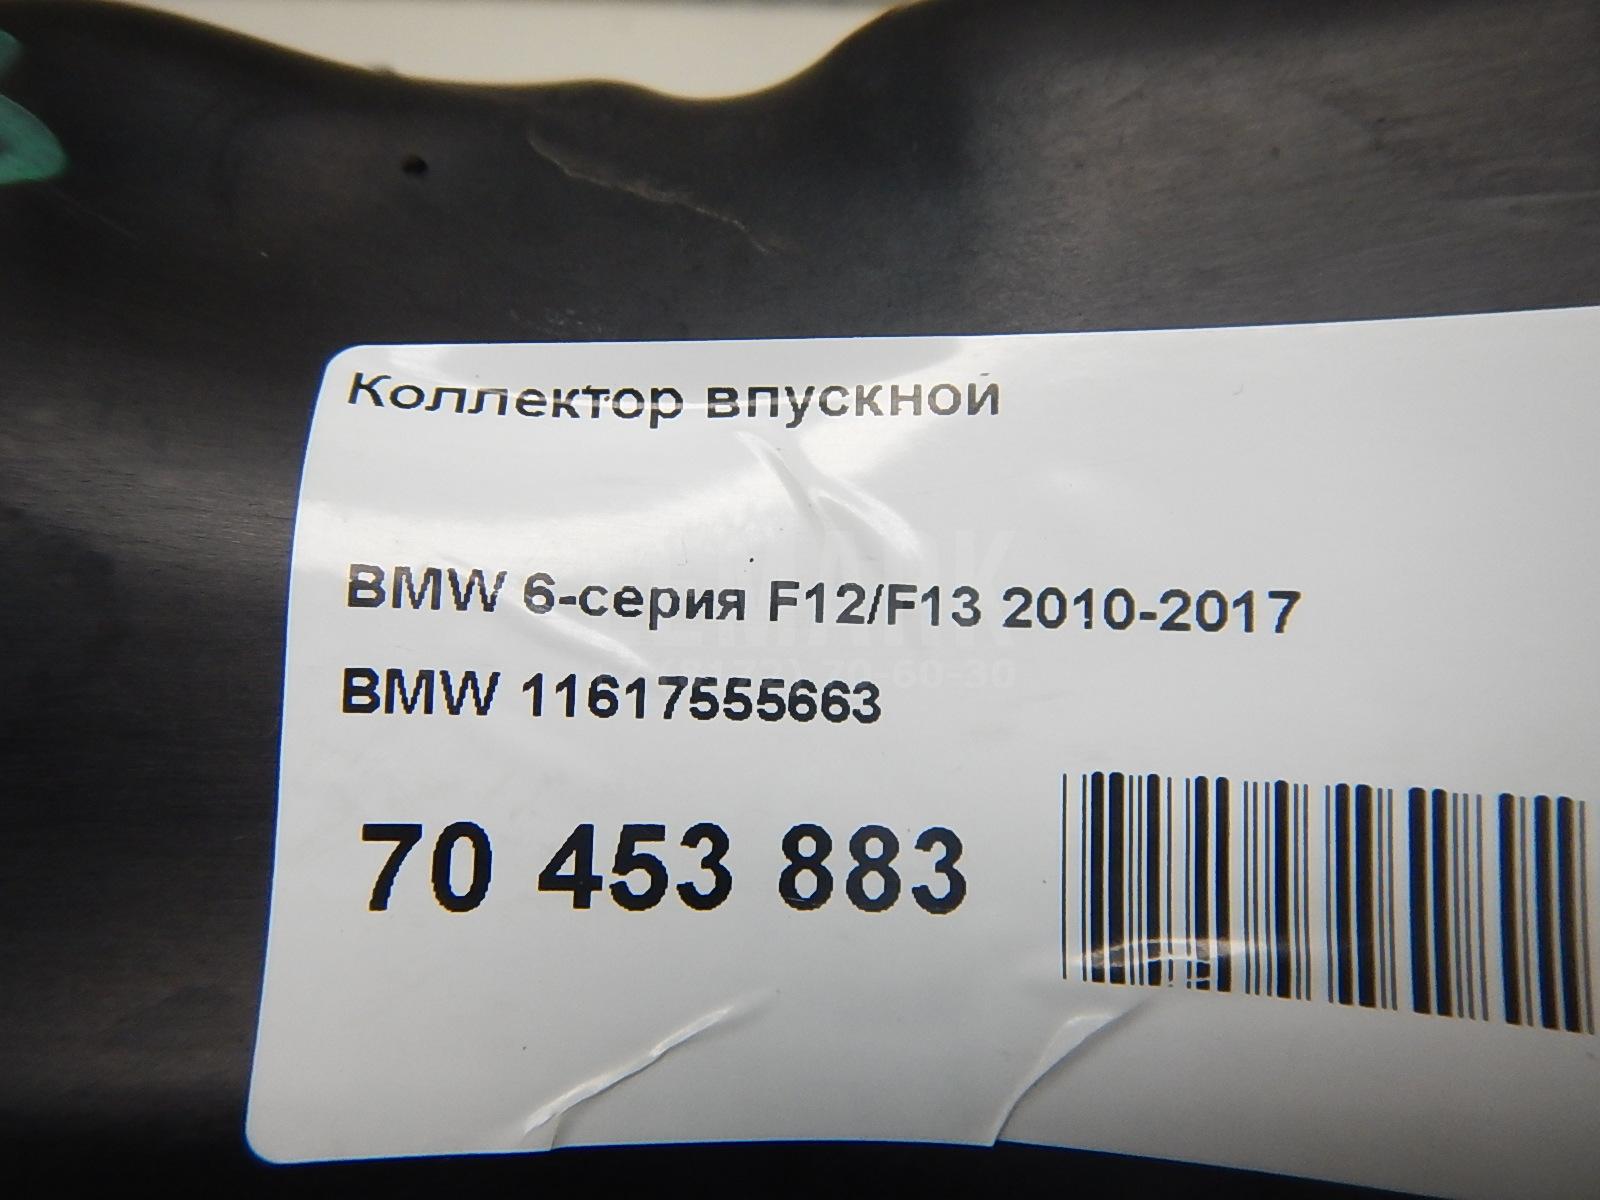 Коллектор впускной
BMW 6-серия F12/F13 2010-2017
BMW 11617555663
70 453 883